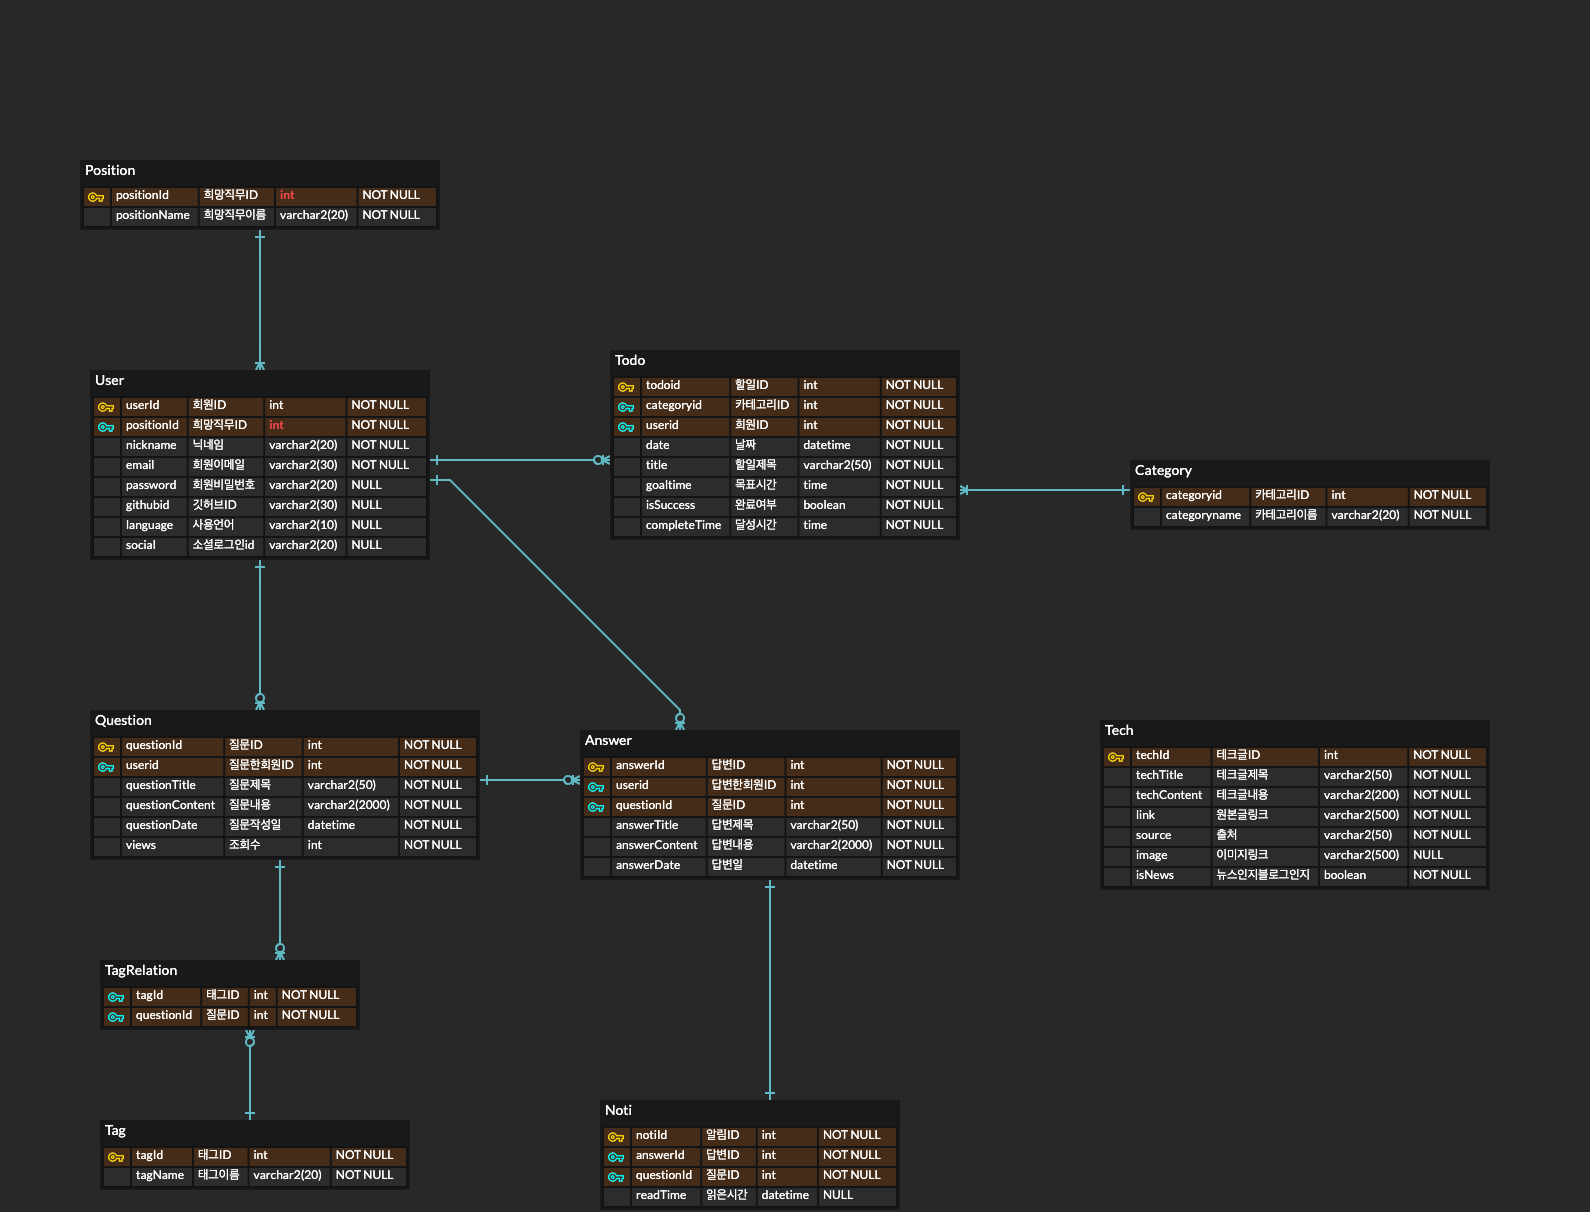 Position
positionId 희망직무ID int NOT NULL
positionName 희망직무이름 varchar2(20) NOT NULL
User
userId 회원ID int NOT NULL
positionId 희망직무ID int NOT NULL
nickname 닉네임 varchar2(20) NOT NULL
email 회원이메일 varchar2(30) NOT NULL
password 회원비밀번호 varchar2(20) NULL
githubid 깃허브ID varchar2(30) NULL
language 사용언어 varchar2(10) NULL
social 소셜로그인id varchar2(20) NULL
Todo
todoid 할일ID int NOT NULL
categoryid 카테고리ID int NOT NULL
userid 회원ID int NOT NULL
date 날짜 datetime NOT NULL
title 할일제목 varchar2(50) NOT NULL
goaltime 목표시간 time NOT NULL
isSuccess 완료여부 boolean NOT NULL
completeTime 달성시간 time NOT NULL
Category
categoryid 카테고리ID int NOT NULL
categoryname 카테고리이름 varchar2(20) NOT NULL
Question
questionId 질문ID int NOT NULL
userid 질문한회원ID int NOT NULL
questionTitle 질문제목 varchar2(50) NOT NULL
questionContent 질문내용 varchar2(2000) NOT NULL
questionDate 질문작성일 datetime NOT NULL
views 조회수 int NOT NULL
Answer
answerId 답변ID int NOT NULL
userid 답변한회원ID int NOT NULL
questionId 질문ID int NOT NULL
answerTitle 답변제목 varchar2(50) NOT NULL
answerContent 답변내용 varchar2(2000) NOT NULL
answerDate 답변일 datetime NOT NULL
Tech
techId 테크글ID int NOT NULL
techTitle 테크글제목 varchar2(50) NOT NULL
techContent 테크글내용 varchar2(200) NOT NULL
link 원본글링크 varchar2(500) NOT NULL
source 출처 varchar2(50) NOT NULL
image 이미지링크 varchar2(500) NULL
isNews 뉴스인지블로그인지 boolean NOT NULL
TagRelation
tagId 태그ID int NOT NULL
questionId 질문ID int NOT NULL
Tag
tagId 태그ID int NOT NULL
tagName 태그이름 varchar2(20) NOT NULL
Noti
notiId 알림ID int NOT NULL
answerId 답변ID int NOT NULL
questionId 질문ID int NOT NULL
readTime 읽은시간 datetime NULL